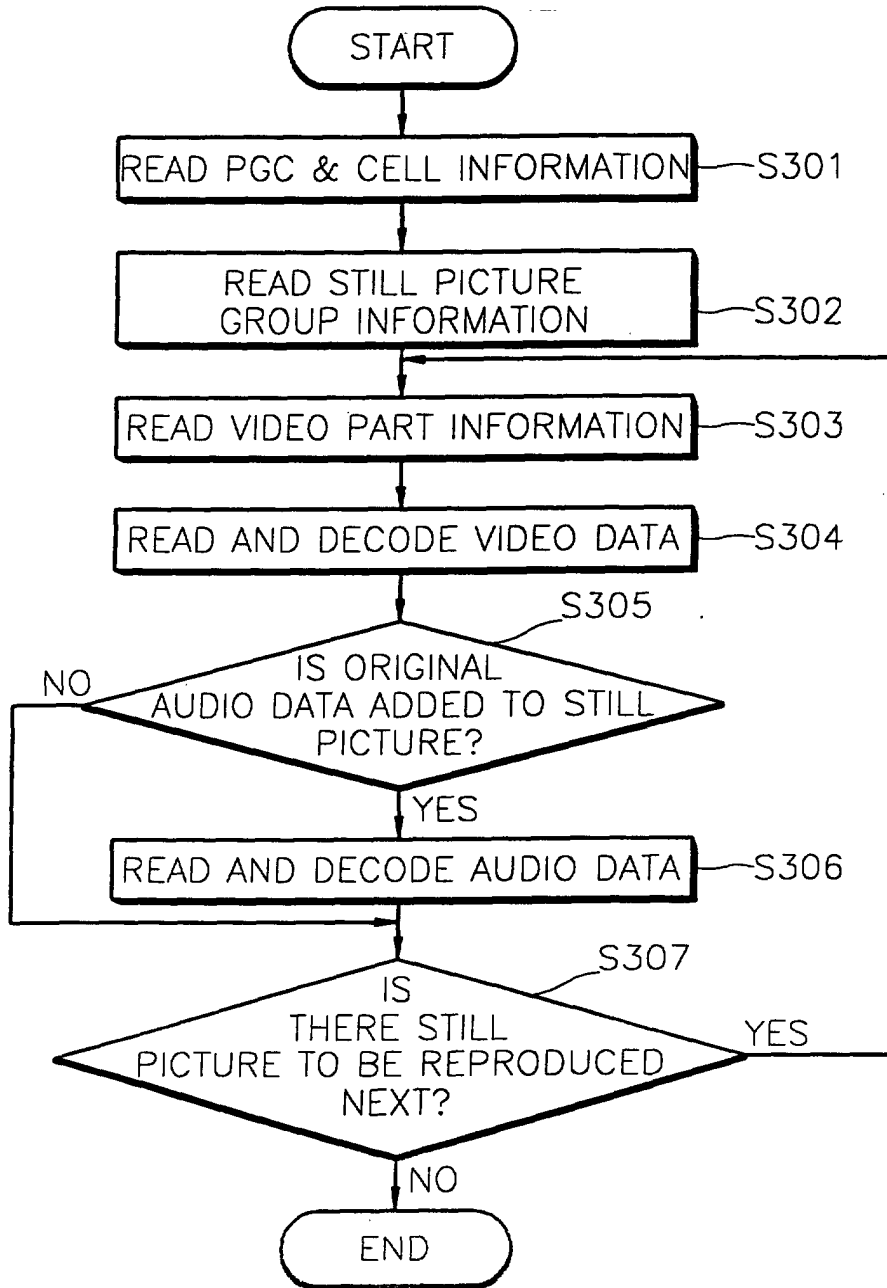 START
READ PGC & CELL INFORMATION
S301
READ STILL PICTURE
GROUP INFORMATION
S302
READ VIDEO PART INFORMATION
S303
READ AND DECODE VIDEO DATA
S304
S305
IS ORIGINAL
AUDIO DATA ADDED TO STILL
PICTURE?
NO
YES
READ AND DECODE AUDIO DATA
S306
S307
IS
THERE STILL
PICTURE TO BE REPRODUCED
NEXT?
YES
NO
END